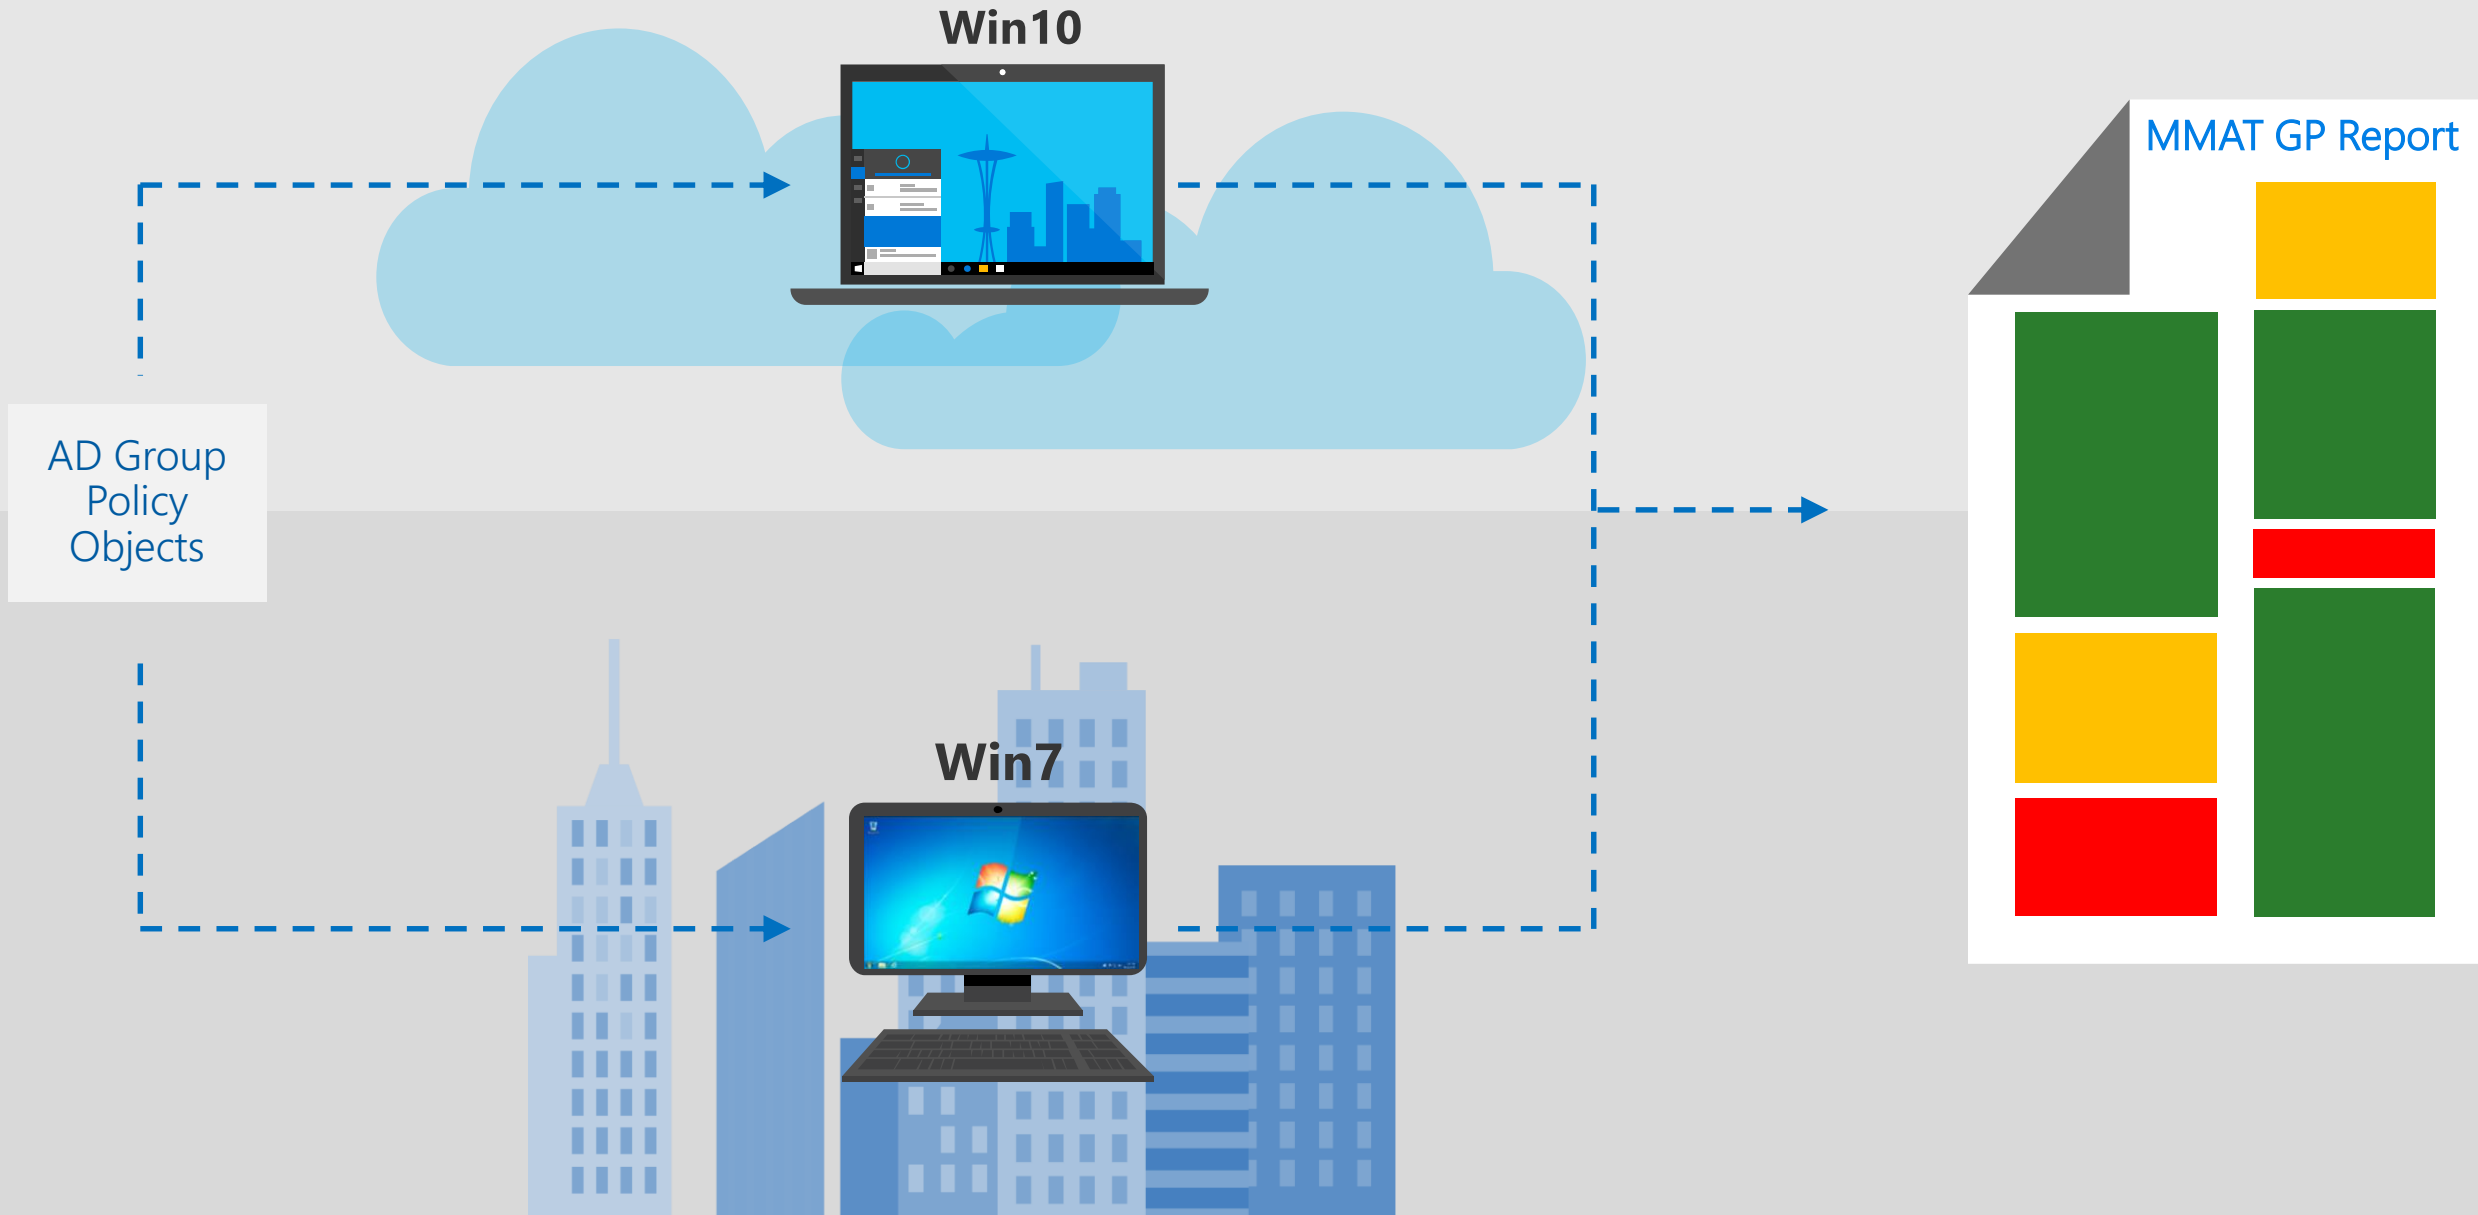 Win10
MMAT GP Report
AD Group
Policy
Objects
Win7